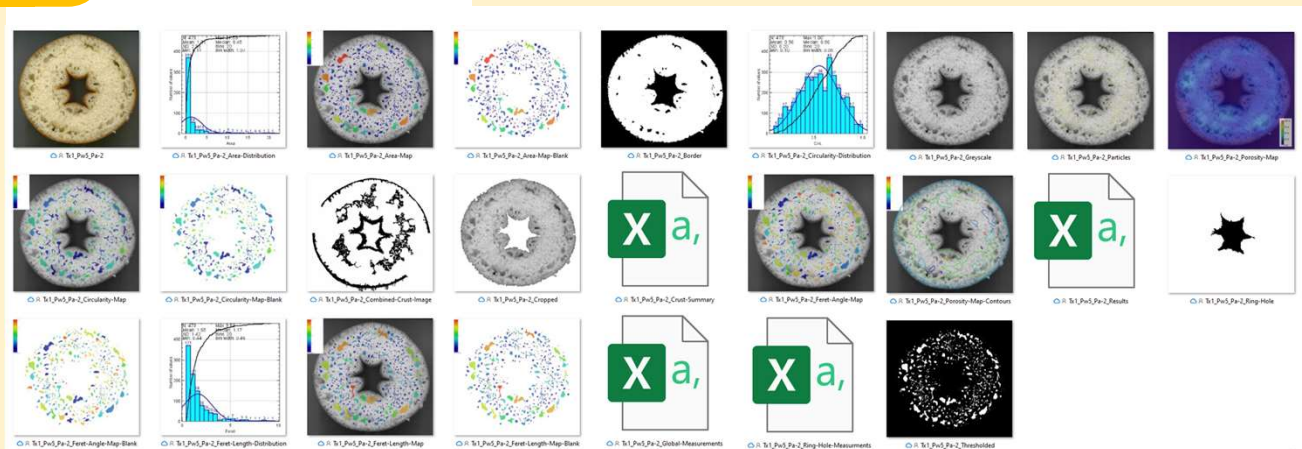 Tx1_Pw5_Pa-2
Tx1_Pw5_Pa-2_Area-Distribution
Tx1_Pw5_Pa-2_Area-Map
Tx1_Pw5_Pa-2_Area-Map-Blank
Tx1_Pw5_Pa-2_Border
Tx1_Pw5_Pa-2_Circularity-Distribution
Tx1_Pw5_Pa-2_Greyscale
Tx1_Pw5_Pa-2_Particles
Tx1_Pw5_Pa-2_Porosity-Map
X a,
X a,
Tx1_Pw5_Pa-2_Circularity-Map
Tx1_Pw5_Pa-2_Circularity-Map-Blank
Tx1_Pw5_Pa-2_Combined-Crust-Image
Tx1_Pw5_Pa-2_Cropped
Tx1_Pw5_Pa-2_Crust-Summary
Tx1_Pw5_Pa-2_Feret-Angle-Map
Tx1_Pw5_Pa-2_Porosity-Map-Contours
Tx1_Pw5_Pa-2_Results
Tx1_Pw5_Pa-2_Ring-Hole
X a,
X a,
Tx1_Pw5_Pa-2_Feret-Angle-Map-Blank
Tx1_Pw5_Pa-2_Feret-Length-Distribution
Tx1_Pw5_Pa-2_Feret-Length-Map
Tx1_Pw5_Pa-2_Feret-Length-Map-Blank
Tx1_Pw5_Pa-2_Global-Measurements
Tx1_Pw5_Pa-2_Ring-Hole-Measurments
Tx1_Pw5_Pa-2_Thresholded